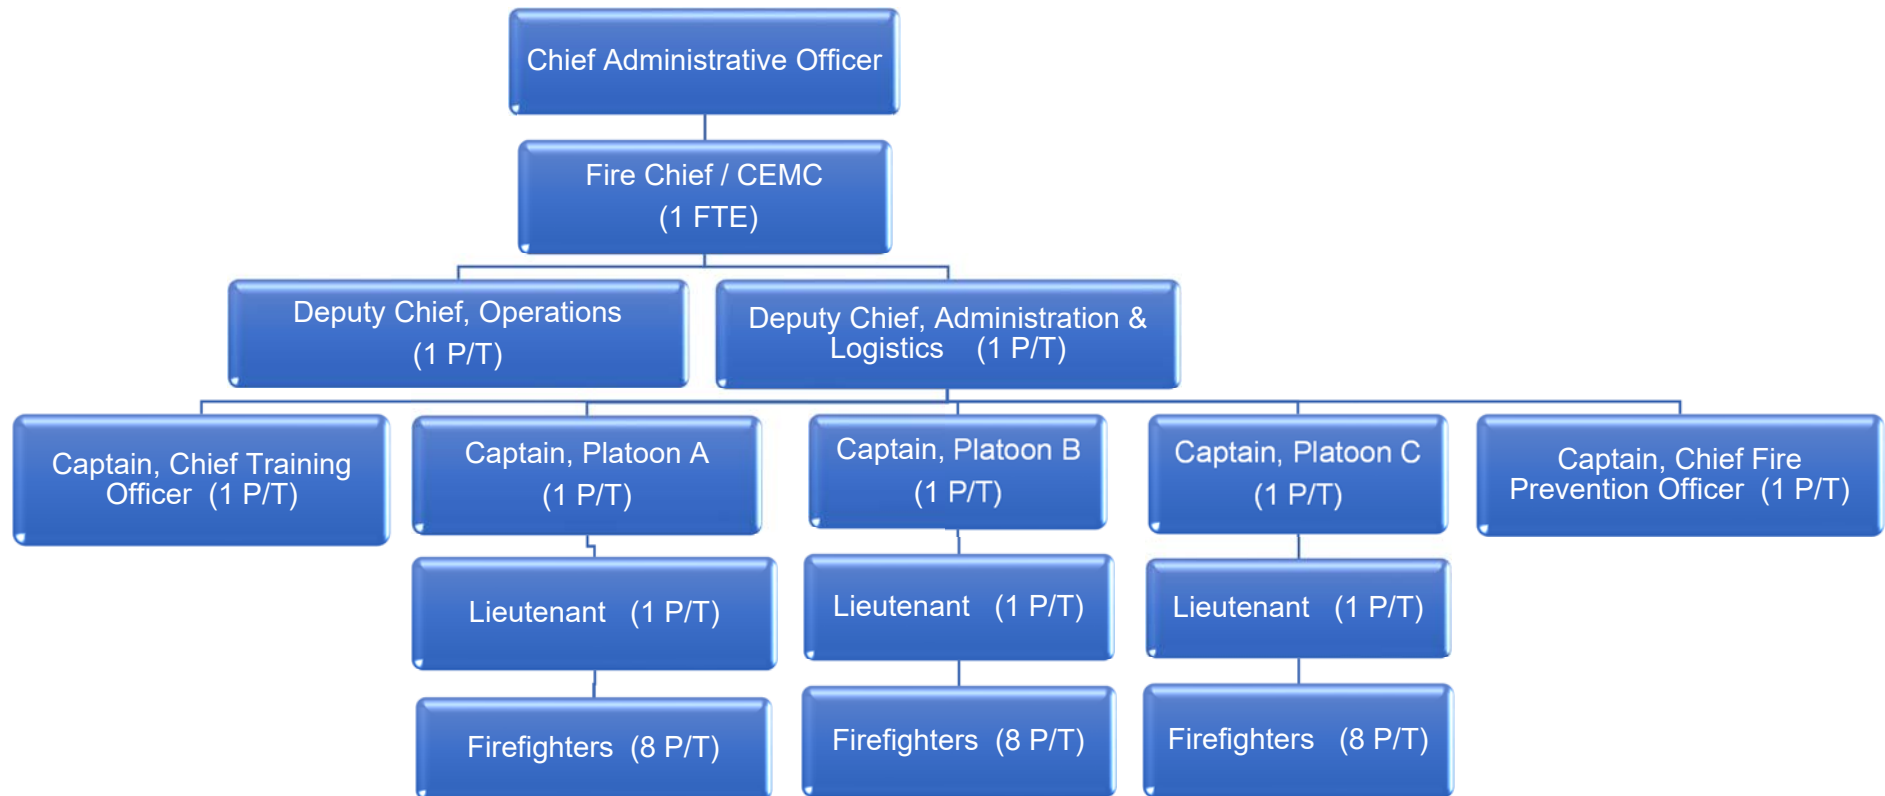 Chief Administrative Officer
Fire Chief / CEMC
(1 FTE)
Deputy Chief, Operations
(1 P/T)
Deputy Chief, Administration &
Logistics (1 P/T)
Captain, Chief Training
Officer (1 P/T)
Captain, Platoon A
(1 P/T)
Captain, Platoon B
(1 P/T)
Captain, Platoon C
(1 P/T)
Captain, Chief Fire
Prevention Officer (1 P/T)
Lieutenant (1 P/T)
Lieutenant (1 P/T)
Lieutenant (1 P/T)
Firefighters (8 P/T)
Firefighters (8 P/T)
Firefighters (8 P/T)